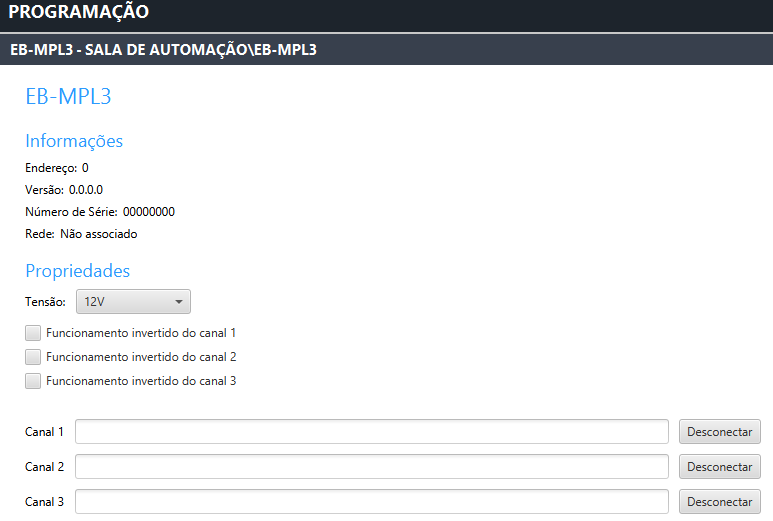 PROGRAMAÇÃO
EB-MPL3 - SALA DE AUTOMAÇÃO\EB-MPL3
EB-MPL3
Informações
Endereço: 0
Versão: 0.0.0.0
Número de Série: 00000000
Rede: Não associado
Propriedades
Tensão: 12V
Funcionamento invertido do canal 1
Funcionamento invertido do canal 2
Funcionamento invertido do canal 3
Canal 1 Desconectar
Canal 2 Desconectar
Canal 3 Desconectar